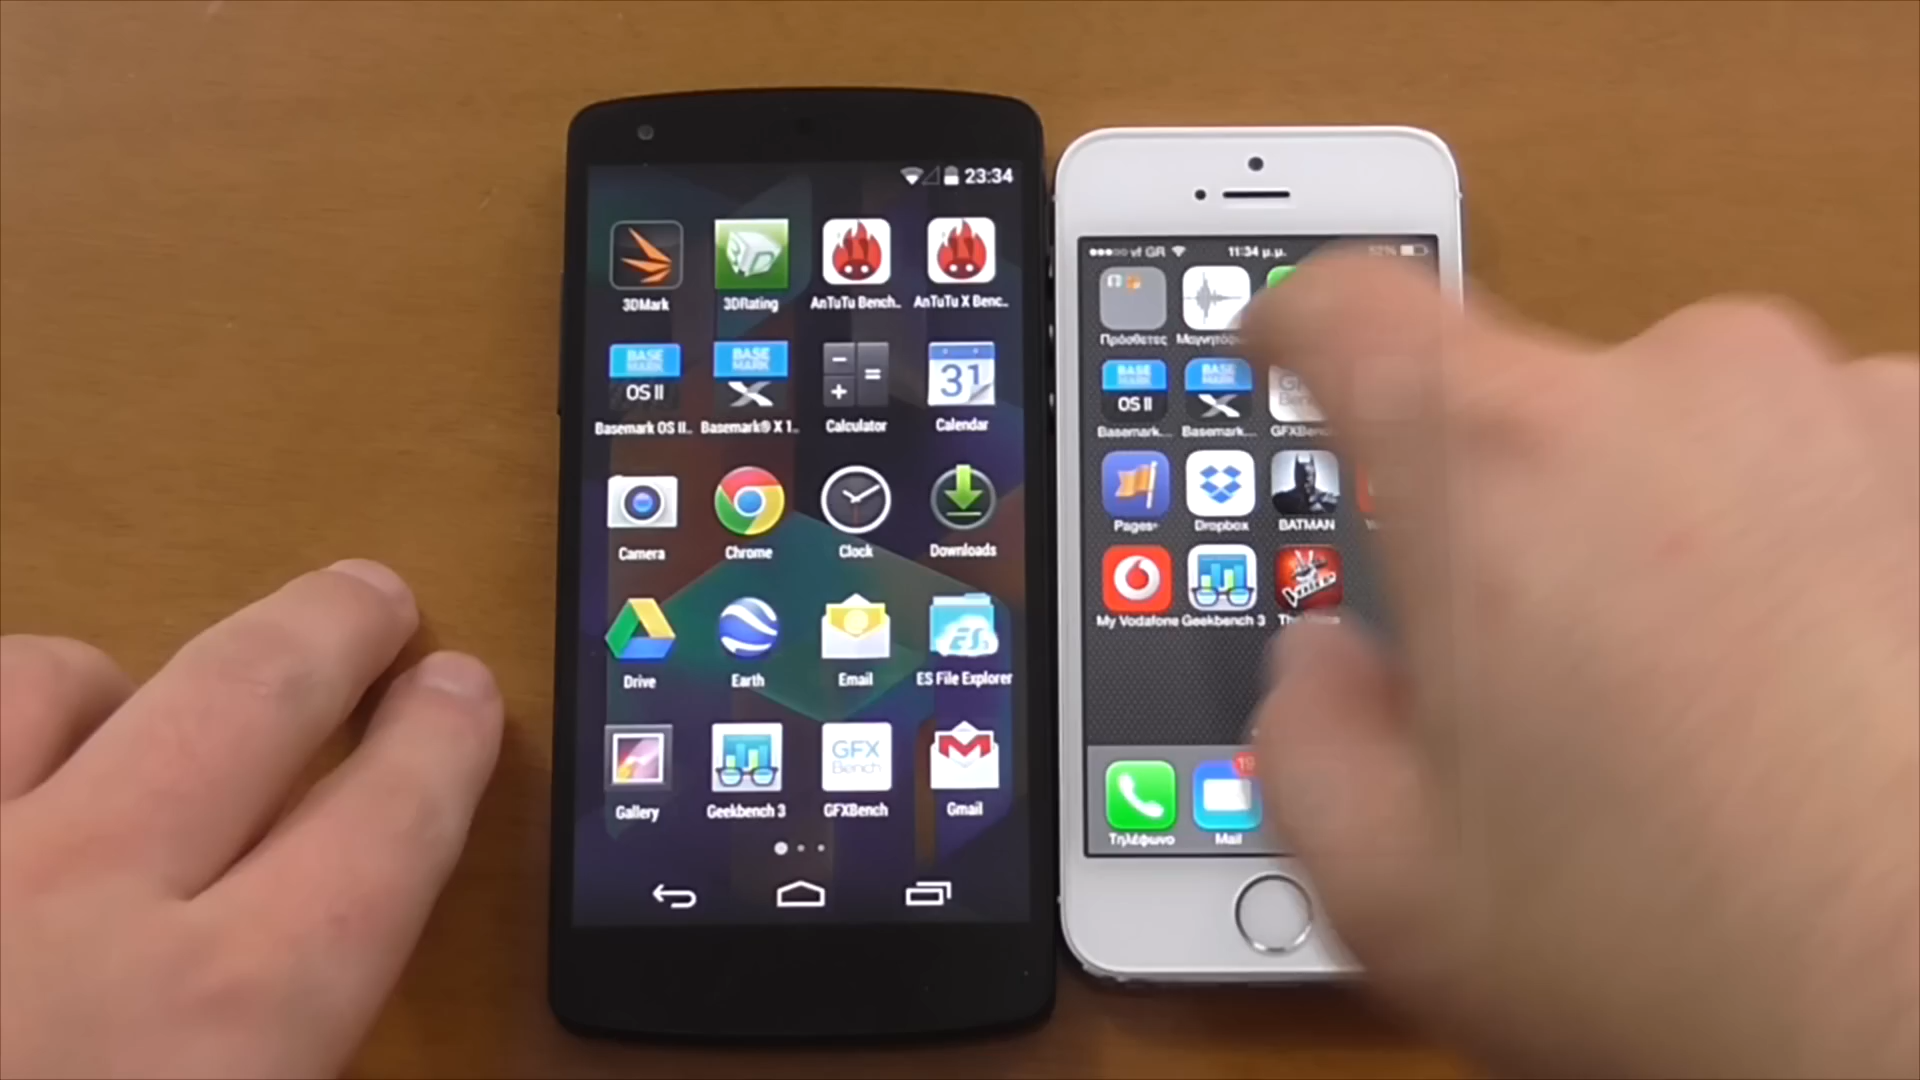 23:34
3DMark
3DRating
AnTuTu Bench..
AnTuTu X Benc..
BASE MARK
OS II
BASE MARK
X
31
Basemark OS II..
Basemark® X 1..
Calculator
Calendar
Camera
Chrome
Clock
Downloads
ES
Drive
Earth
Email
ES File Explorer
GFX
Bench
Gallery
Geekbench 3
GFXBench
Gmail
vf GR
11:34 μ.μ.
52%
Πρόσθετες
BASE MARK
OS II
BASE MARK
X
Basemark...
Basemark...
Pages
Dropbox
BATMAN
My Vodafone
Geekbench 3
19
Τηλέφωνο
Mail